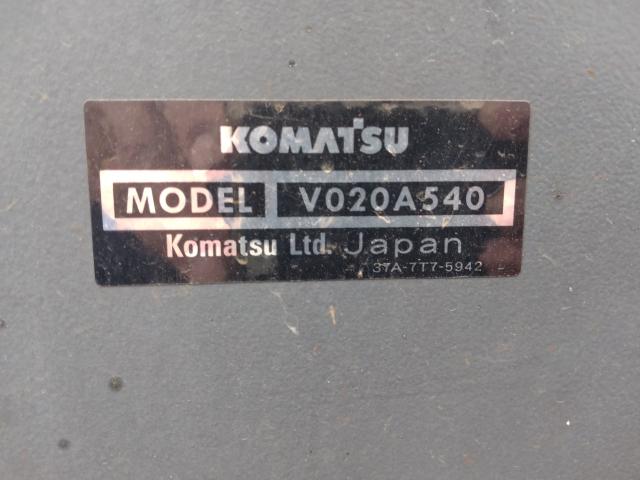 KOMATSU
MODEL V020A540
Komatsu Ltd. Japan
37A-7T7-5942